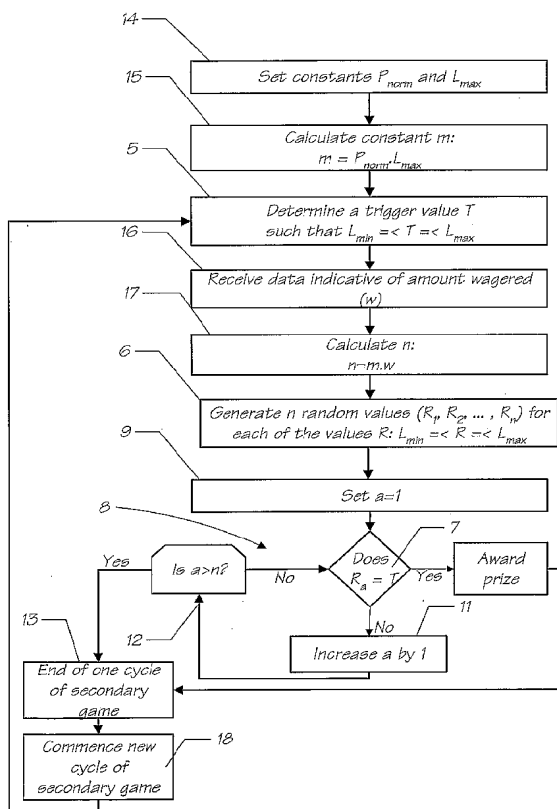 14
Set constants P_norm and L_max
15
Calculate constant m:
m = P_norm.L_max
5
Determine a trigger value T
such that L_min =< T =< L_max
16
Receive data indicative of amount wagered
(w)
17
Calculate n:
n=m.w
6
Generate n random values (R_1, R_2, ... , R_n) for
each of the values R: L_min =< R =< L_max
9
Set a=1
8
7
Yes
Is a>n?
No
Does
R_a = T
Yes
Award
prize
12
No
11
13
Increase a by 1
End of one cycle
of secondary
game
18
Commence new
cycle of
secondary game